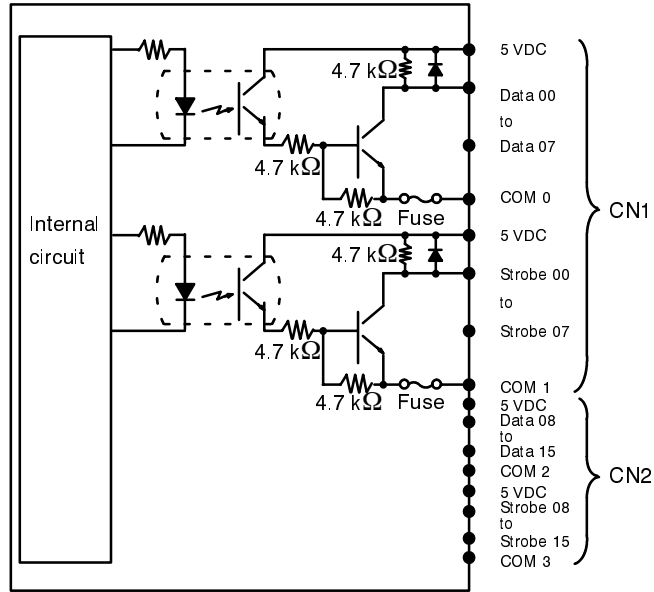 5 VDC
4.7 kΩ
Data 00
to
Data 07
4.7 kΩ
4.7 kΩ
Fuse
COM 0
CN1
Internal
circuit
5 VDC
4.7 kΩ
Strobe 00
to
Strobe 07
4.7 kΩ
4.7 kΩ
Fuse
COM 1
5 VDC
Data 08
to
Data 15
COM 2
CN2
5 VDC
Strobe 08
to
Strobe 15
COM 3